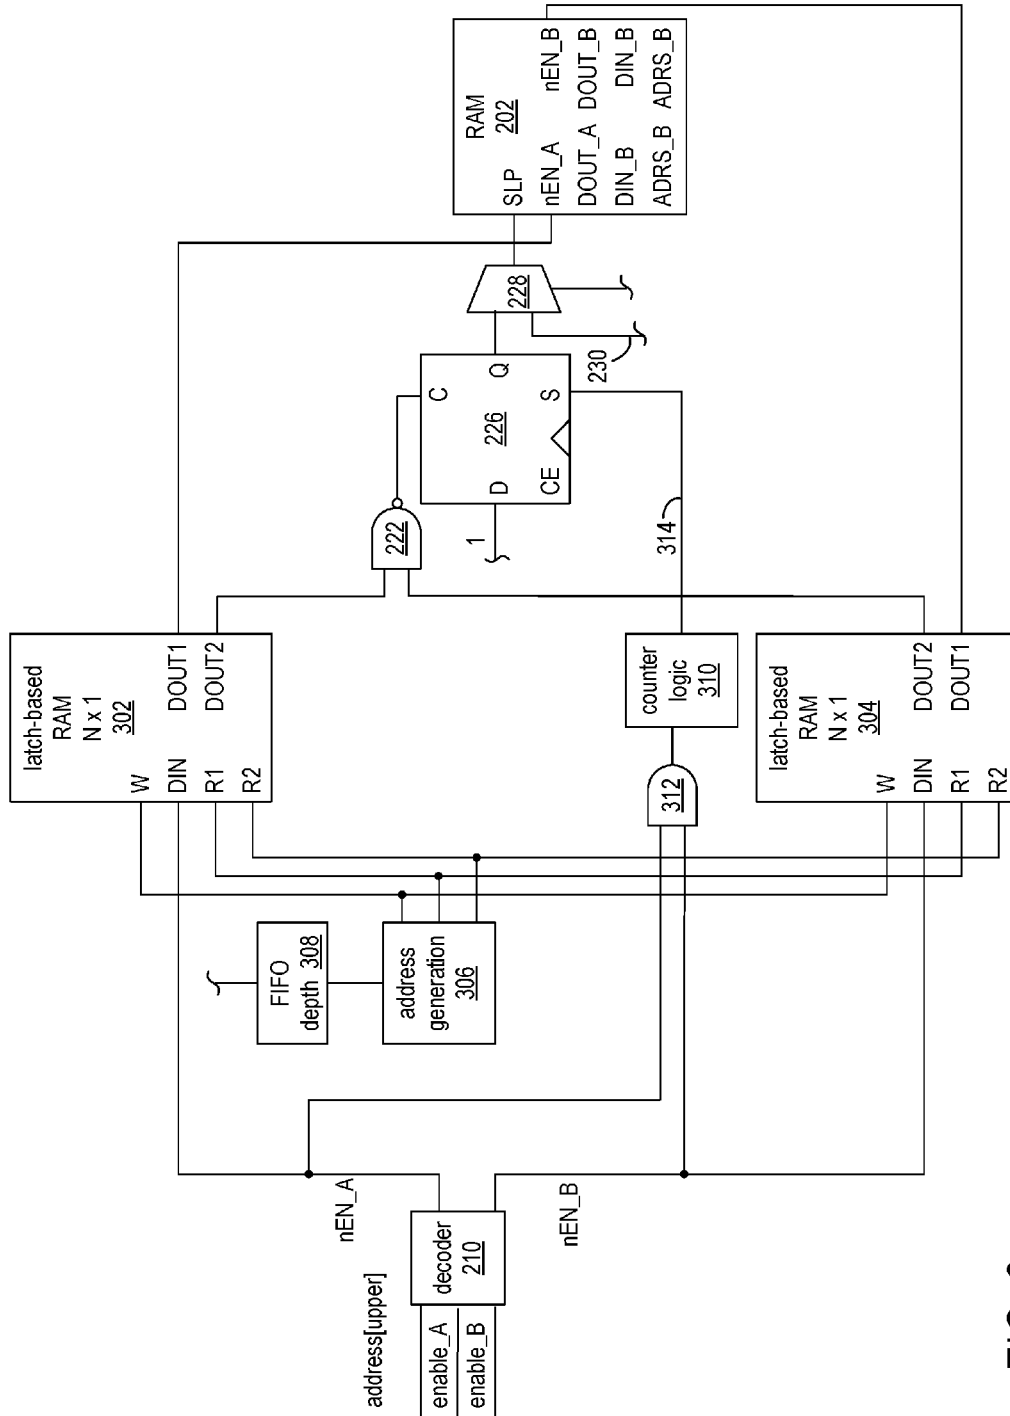 address[upper]
enable_A
enable_B
decoder
210
nEN_A
nEN_B
FIFO
depth 308
address
generation
306
latch-based
RAM
N x 1
302
W
DIN
R1
R2
DOUT1
DOUT2
312
counter
logic
310
314
latch-based
RAM
N x 1
304
W
DIN
R1
R2
DOUT2
DOUT1
222
1
D
CE
226
C
Q
S
228
230
RAM
202
SLP
nEN_A nEN_B
DOUT_A DOUT_B
DIN_B DIN_B
ADRS_B ADRS_B